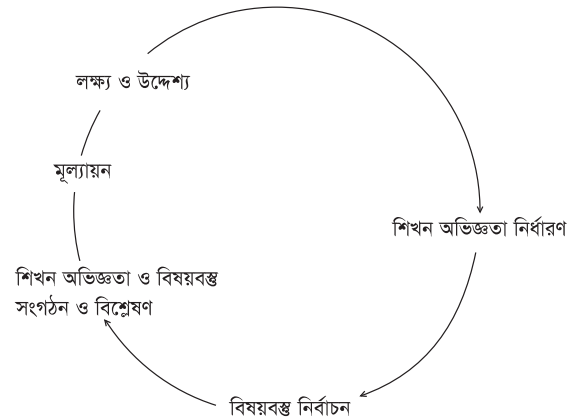 লক্ষ্য ও উদ্দেশ্য
মূল্যায়ন
শিখন অভিজ্ঞতা নির্ধারণ
শিখন অভিজ্ঞতা ও বিষয়বস্তু
সংগঠন ও বিশ্লেষণ
বিষয়বস্তু নির্বাচন